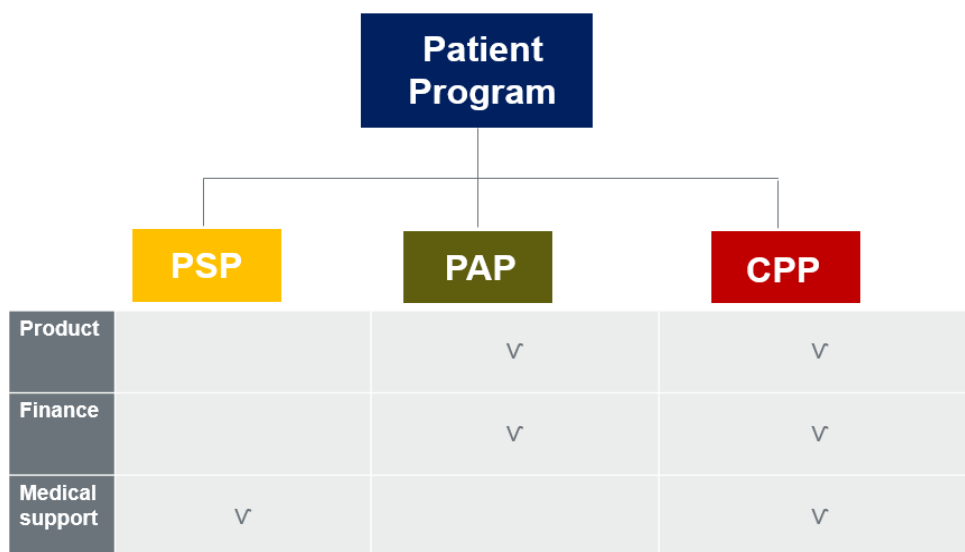 Patient
Program
PSP PAP CPP
Product
Ѵ Ѵ
Finance
Ѵ Ѵ
Medical
support
Ѵ Ѵ